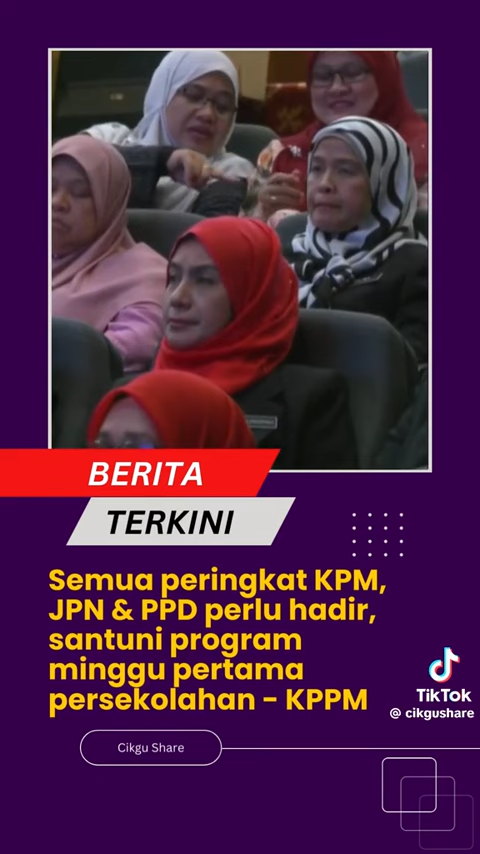 BERITA
TERKINI
Semua peringkat KPM,
JPN & PPD perlu hadir,
santuni program
minggu pertama
persekolahan - KPPM
TikTok
@ cikgushare
Cikgu Share